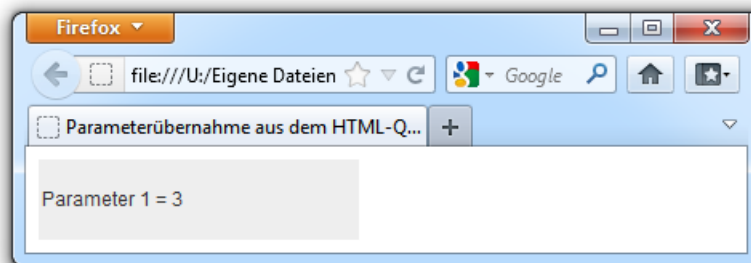 Firefox
file:///U:/Eigene Dateien
Google
Parameterübernahme aus dem HTML-Q...
Parameter 1 = 3